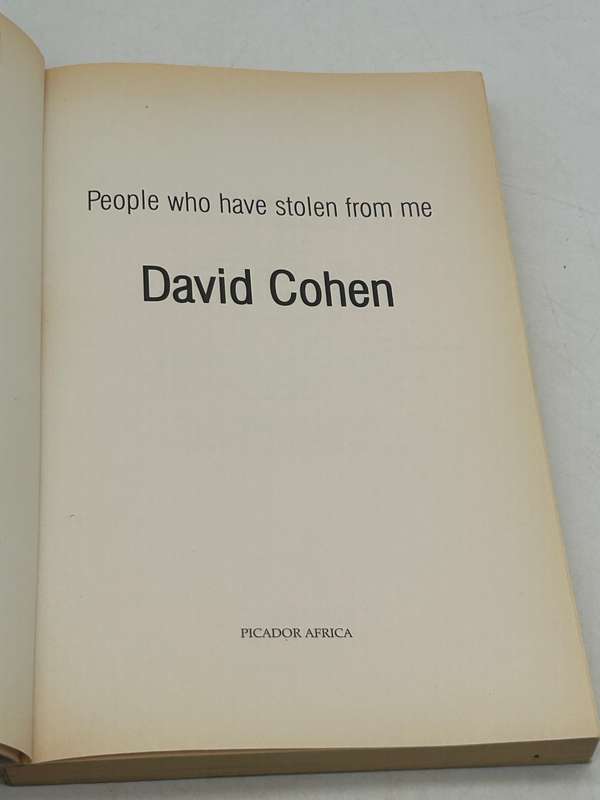 People who have stolen from me
David Cohen
PICADOR AFRICA